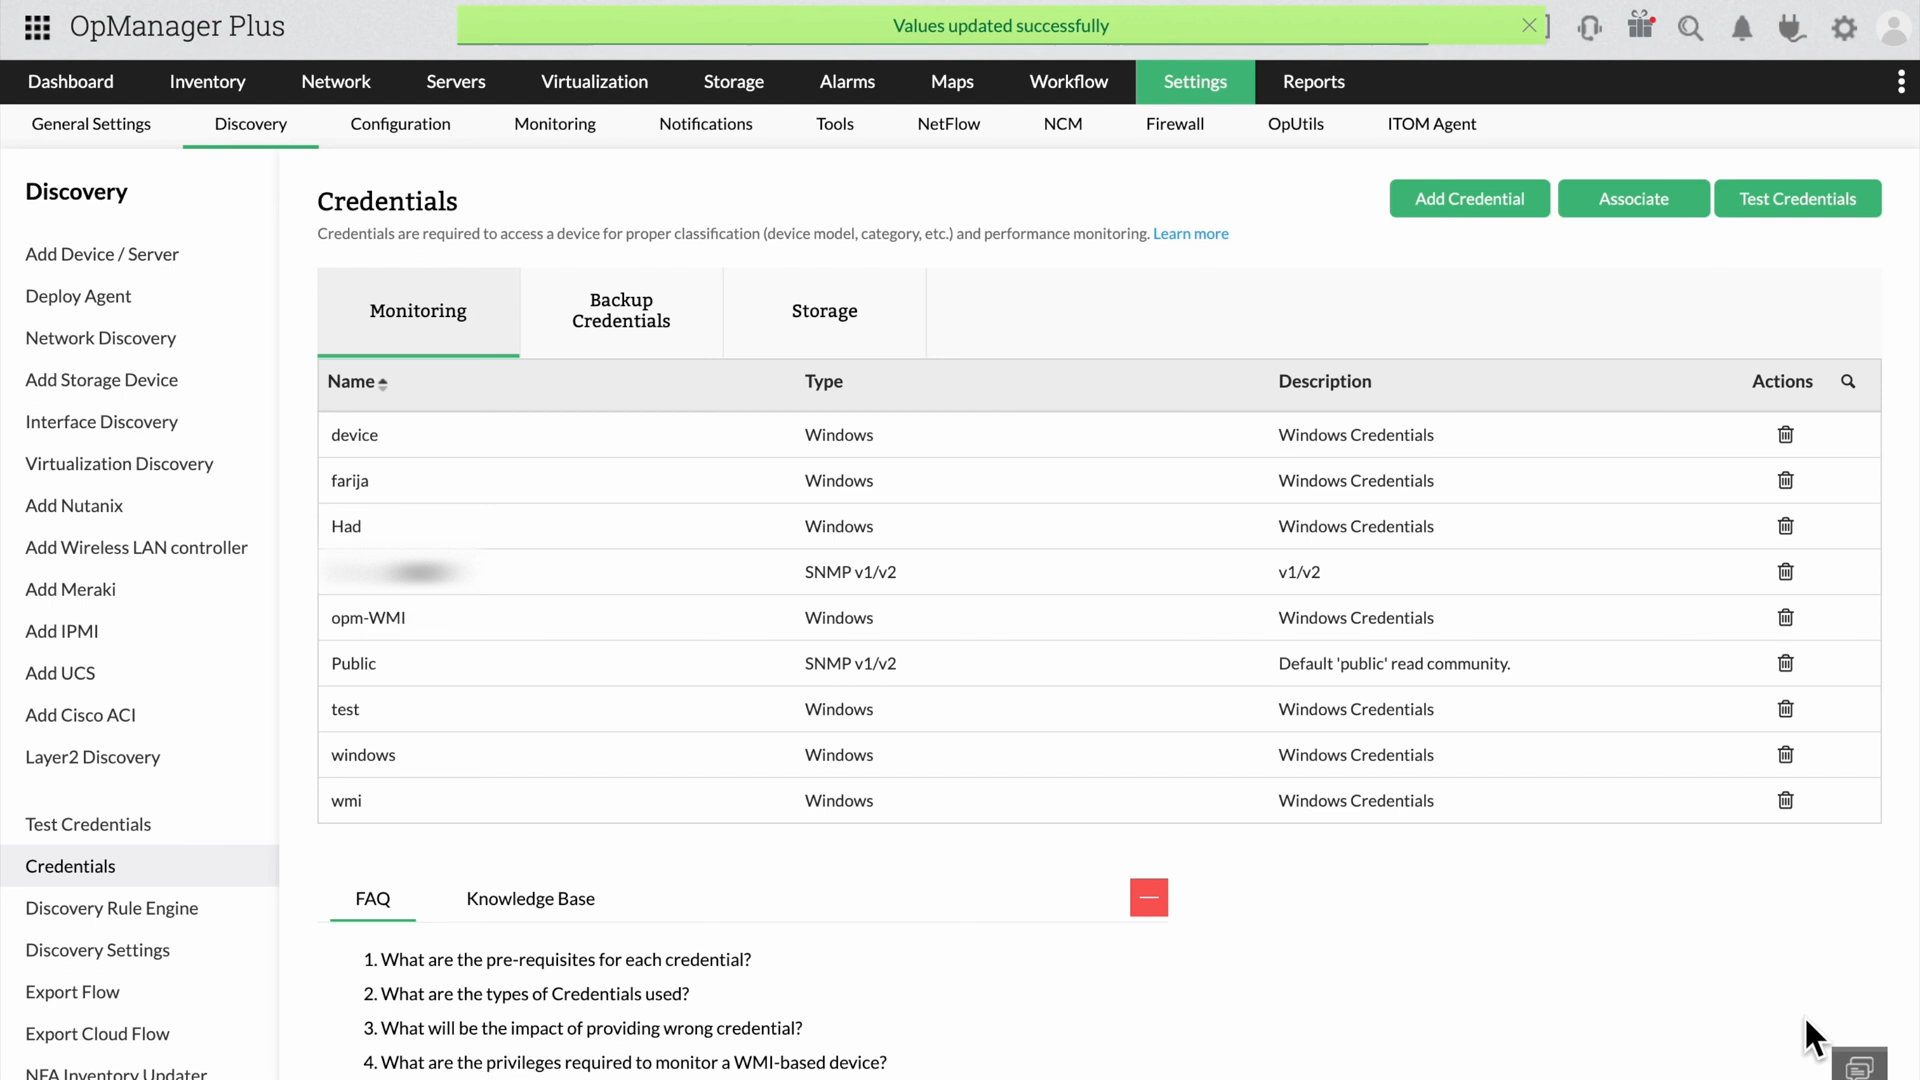 OpManager Plus
Values updated successfully
Dashboard Inventory Network Servers Virtualization Storage Alarms Maps Workflow Settings Reports
General Settings Discovery Configuration Monitoring Notifications Tools NetFlow NCM Firewall OpUtils ITOM Agent
Discovery
Add Device / Server
Deploy Agent
Network Discovery
Add Storage Device
Interface Discovery
Virtualization Discovery
Add Nutanix
Add Wireless LAN controller
Add Meraki
Add IPMI
Add UCS
Add Cisco ACI
Layer2 Discovery
Test Credentials
Credentials
Discovery Rule Engine
Discovery Settings
Export Flow
Export Cloud Flow
NFA Inventory Updater
Credentials
Add Credential Associate Test Credentials
Credentials are required to access a device for proper classification (device model, category, etc.) and performance monitoring. Learn more
Monitoring
Backup
Credentials
Storage
Name Type Description Actions
device Windows Windows Credentials
farija Windows Windows Credentials
Had Windows Windows Credentials
SNMP v1/v2 v1/v2
opm-WMI Windows Windows Credentials
Public SNMP v1/v2 Default 'public' read community.
test Windows Windows Credentials
windows Windows Windows Credentials
wmi Windows Windows Credentials
FAQ Knowledge Base
1. What are the pre-requisites for each credential?
2. What are the types of Credentials used?
3. What will be the impact of providing wrong credential?
4. What are the privileges required to monitor a WMI-based device?